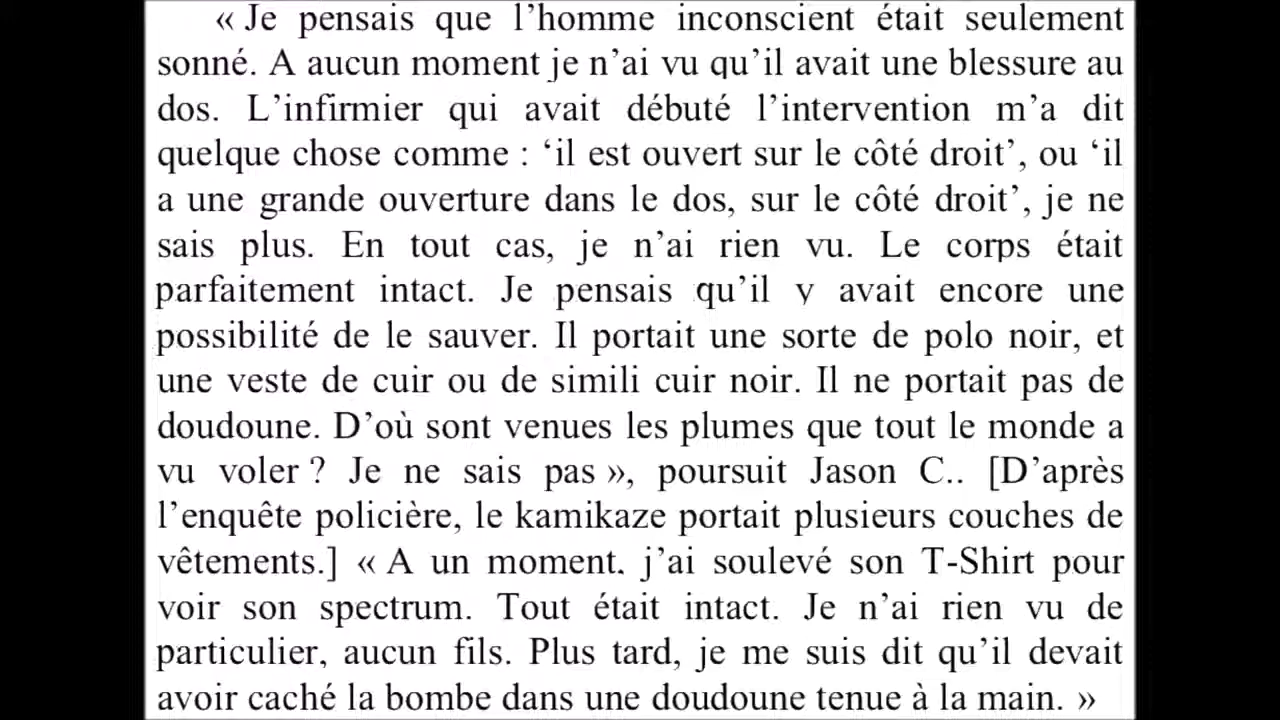 « Je pensais que l’homme inconscient était seulement
sonné. A aucun moment je n’ai vu qu’il avait une blessure au
dos. L’infirmier qui avait débuté l’intervention m’a dit
quelque chose comme : ‘il est ouvert sur le côté droit’, ou ‘il
a une grande ouverture dans le dos, sur le côté droit’, je ne
sais plus. En tout cas, je n’ai rien vu. Le corps était
parfaitement intact. Je pensais qu’il y avait encore une
possibilité de le sauver. Il portait une sorte de polo noir, et
une veste de cuir ou de simili cuir noir. Il ne portait pas de
doudoune. D’où sont venues les plumes que tout le monde a
vu voler ? Je ne sais pas », poursuit Jason C.. [D’après
l’enquête policière, le kamikaze portait plusieurs couches de
vêtements.] « A un moment, j’ai soulevé son T-Shirt pour
voir son spectrum. Tout était intact. Je n’ai rien vu de
particulier, aucun fils. Plus tard, je me suis dit qu’il devait
avoir caché la bombe dans une doudoune tenue à la main. »